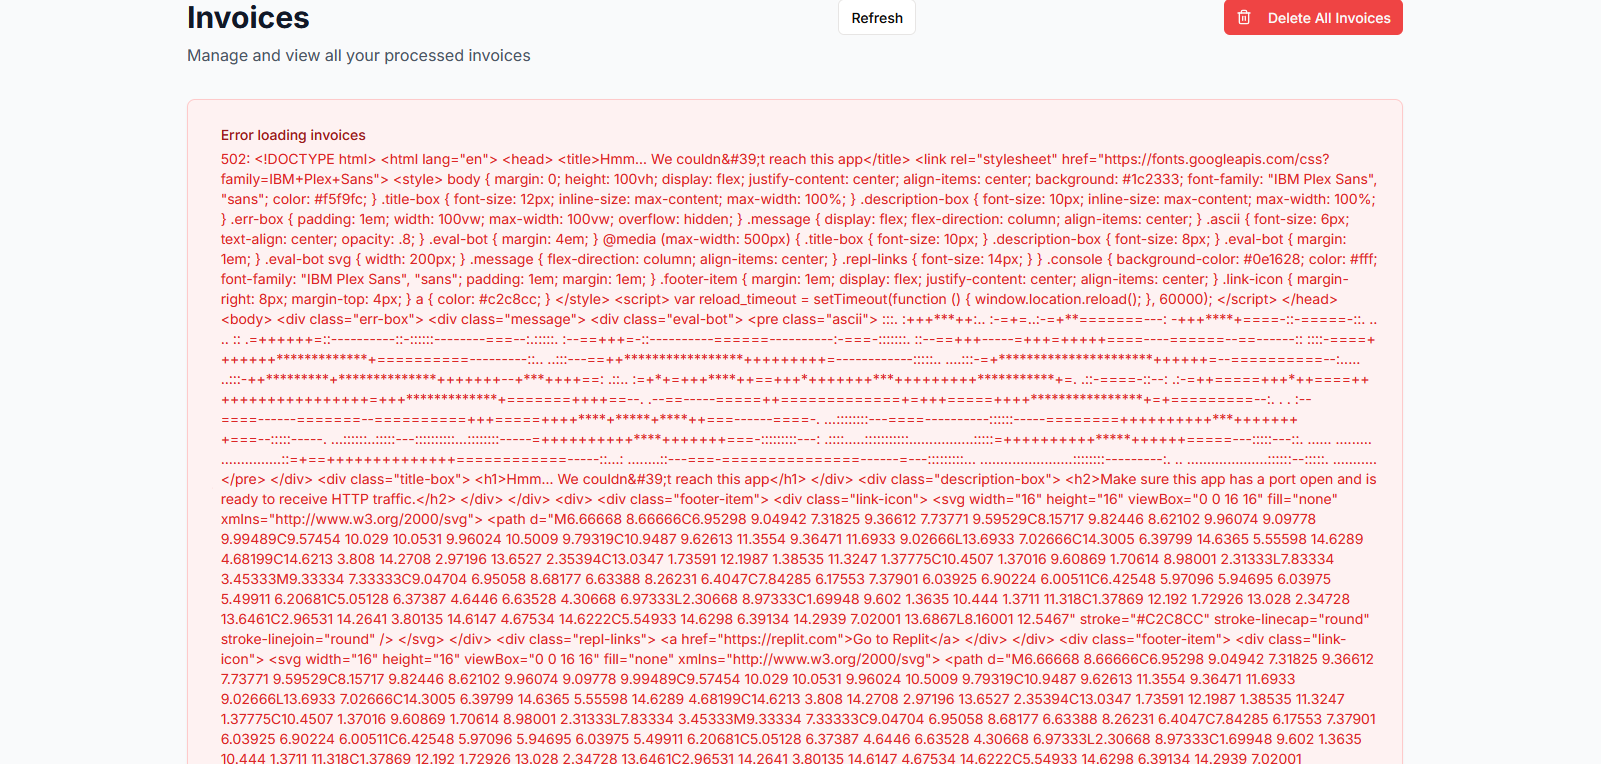 Invoices
Refresh
Delete All Invoices
Manage and view all your processed invoices
Error loading invoices
502: <!DOCTYPE html> <html lang="en"> <head> <title>Hmm... We couldn&#39;t reach this app</title> <link rel="stylesheet" href="https://fonts.googleapis.com/css?
family=IBM+Plex+Sans"> <style> body { margin: 0; height: 100vh; display: flex; justify-content: center; align-items: center; background: #1c2333; font-family: "IBM Plex Sans",
"sans"; color: #f5f9fc; } .title-box { font-size: 12px; inline-size: max-content; max-width: 100%; } .description-box { font-size: 10px; inline-size: max-content; max-width: 100%;
} .err-box { padding: 1em; width: 100vw; max-width: 100vw; overflow: hidden; } .message { display: flex; flex-direction: column; align-items: center; } .ascii { font-size: 6px;
text-align: center; opacity: .8; } .eval-bot { margin: 4em; } @media (max-width: 500px) { .title-box { font-size: 10px; } .description-box { font-size: 8px; } .eval-bot { margin:
1em; } .eval-bot svg { width: 200px; } .message { flex-direction: column; align-items: center; } .repl-links { font-size: 14px; } } .console { background-color: #0e1628; color: #fff;
font-family: "IBM Plex Sans", "sans"; padding: 1em; margin: 1em; } .footer-item { margin: 1em; display: flex; justify-content: center; align-items: center; } .link-icon { margin-
right: 8px; margin-top: 4px; } a { color: #c2c8cc; } </style> <script> var reload_timeout = setTimeout(function () { window.location.reload(); }, 60000); </script> </head>
<body> <div class="err-box"> <div class="message"> <div class="eval-bot"> <pre class="ascii">
</pre> </div> <div class="title-box"> <h1>Hmm... We couldn&#39;t reach this app</h1> </div> <div class="description-box"> <h2>Make sure this app has a port open and is
ready to receive HTTP traffic.</h2> </div> </div> <div> <div class="footer-item"> <div class="link-icon"> <svg width="16" height="16" viewBox="0 0 16 16" fill="none"
xmlns="http://www.w3.org/2000/svg"> <path d="M6.66668 8.66666C6.95298 9.04942 7.31825 9.36612 7.73771 9.59529C8.15717 9.82446 8.62102 9.96074 9.09778
9.99489C9.57454 10.029 10.0531 9.96024 10.5009 9.79319C10.9487 9.62613 11.3554 9.36471 11.6933 9.02666L13.6933 7.02666C14.3005 6.39799 14.6365 5.55598 14.6289
4.68199C14.6213 3.808 14.2708 2.97196 13.6527 2.35394C13.0347 1.73591 12.1987 1.38535 11.3247 1.37775C10.4507 1.37016 9.60869 1.70614 8.98001 2.31333L7.83334
3.45333M9.33334 7.33333C9.04704 6.95058 8.68177 6.63388 8.26231 6.4047C7.84285 6.17553 7.37901 6.03925 6.90224 6.00511C6.42548 5.97096 5.94695 6.03975
5.49911 6.20681C5.05128 6.37387 4.6446 6.63528 4.30668 6.97333L2.30668 8.97333C1.69948 9.602 1.3635 10.444 1.3711 11.318C1.37869 12.192 1.72926 13.028 2.34728
13.6461C2.96531 14.2641 3.80135 14.6147 4.67534 14.6222C5.54933 14.6298 6.39134 14.2939 7.02001 13.6867L8.16001 12.5467" stroke="#C2C8CC" stroke-linecap="round"
stroke-linejoin="round" /> </svg> </div> <div class="repl-links"> <a href="https://replit.com">Go to Replit</a> </div> </div> <div class="footer-item"> <div class="link-
icon"> <svg width="16" height="16" viewBox="0 0 16 16" fill="none" xmlns="http://www.w3.org/2000/svg"> <path d="M6.66668 8.66666C6.95298 9.04942 7.31825 9.36612
7.73771 9.59529C8.15717 9.82446 8.62102 9.96074 9.09778 9.99489C9.57454 10.029 10.0531 9.96024 10.5009 9.79319C10.9487 9.62613 11.3554 9.36471 11.6933
9.02666L13.6933 7.02666C14.3005 6.39799 14.6365 5.55598 14.6289 4.68199C14.6213 3.808 14.2708 2.97196 13.6527 2.35394C13.0347 1.73591 12.1987 1.38535 11.3247
1.37775C10.4507 1.37016 9.60869 1.70614 8.98001 2.31333L7.83334 3.45333M9.33334 7.33333C9.04704 6.95058 8.68177 6.63388 8.26231 6.4047C7.84285 6.17553 7.37901
6.03925 6.90224 6.00511C6.42548 5.97096 5.94695 6.03975 5.49911 6.20681C5.05128 6.37387 4.6446 6.63528 4.30668 6.97333L2.30668 8.97333C1.69948 9.602 1.3635
10.444 1.3711 11.318C1.37869 12.192 1.72926 13.028 2.34728 13.6461C2.96531 14.2641 3.80135 14.6147 4.67534 14.6222C5.54933 14.6298 6.39134 14.2939 7.02001